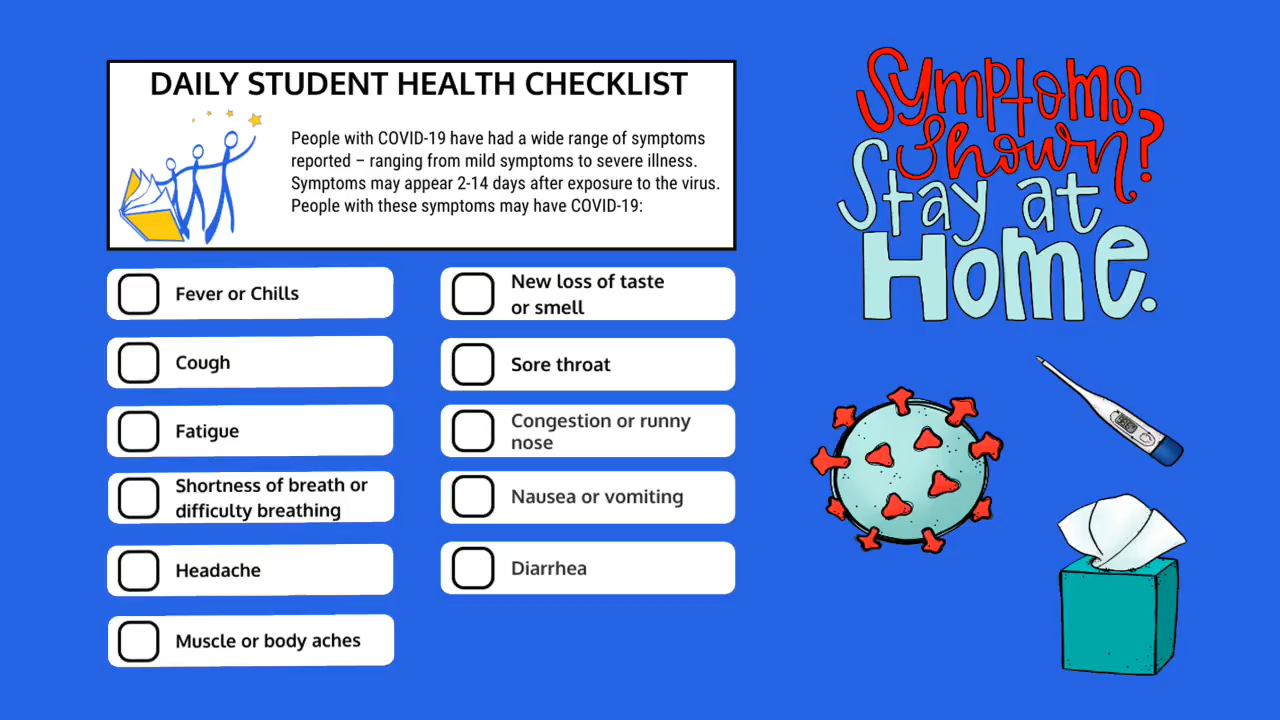 DAILY STUDENT HEALTH CHECKLIST
People with COVID-19 have had a wide range of symptoms
reported – ranging from mild symptoms to severe illness.
Symptoms may appear 2-14 days after exposure to the virus.
People with these symptoms may have COVID-19:
Fever or Chills
Cough
Fatigue
Shortness of breath or
difficulty breathing
Headache
Muscle or body aches
New loss of taste
or smell
Sore throat
Congestion or runny
nose
Nausea or vomiting
Diarrhea
Symptoms
Shown?
Stay at
Home.